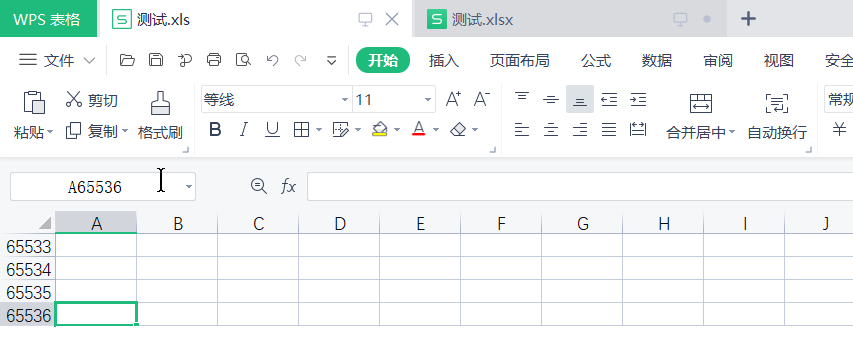 WPS 表格 测试.xls 测试.xlsx
文件 开始 插入 页面布局 公式 数据 审阅 视图 安全
粘贴 剪切 复制 格式刷 等线 11 A+ A- B I U A 合并居中 自动换行 常规 ¥
A65536 fx
A B C D E F G H I J
65533
65534
65535
65536